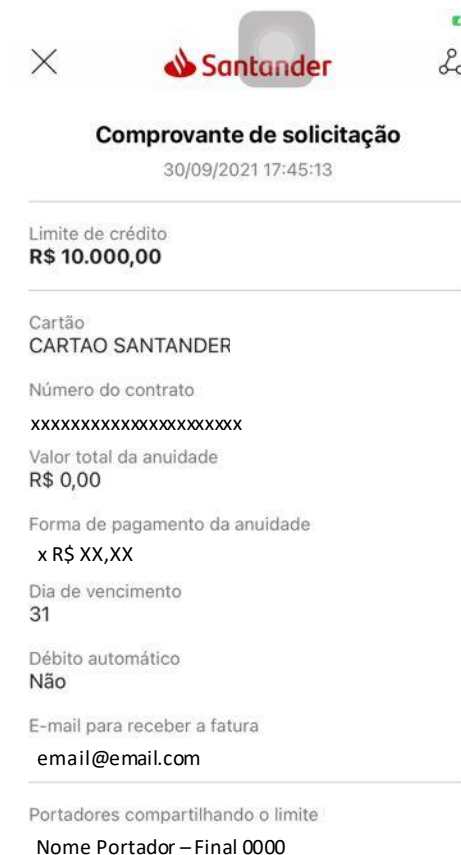 Santander
Comprovante de solicitação
30/09/2021 17:45:13
Limite de crédito
R$ 10.000,00
Cartão
CARTAO SANTANDER
Número do contrato
xxxxxxxxxxxxxxxxxxxxxxx
Valor total da anuidade
R$ 0,00
Forma de pagamento da anuidade
x R$ XX,XX
Dia de vencimento
31
Débito automático
Não
E-mail para receber a fatura
email@email.com
Portadores compartilhando o limite
Nome Portador – Final 0000